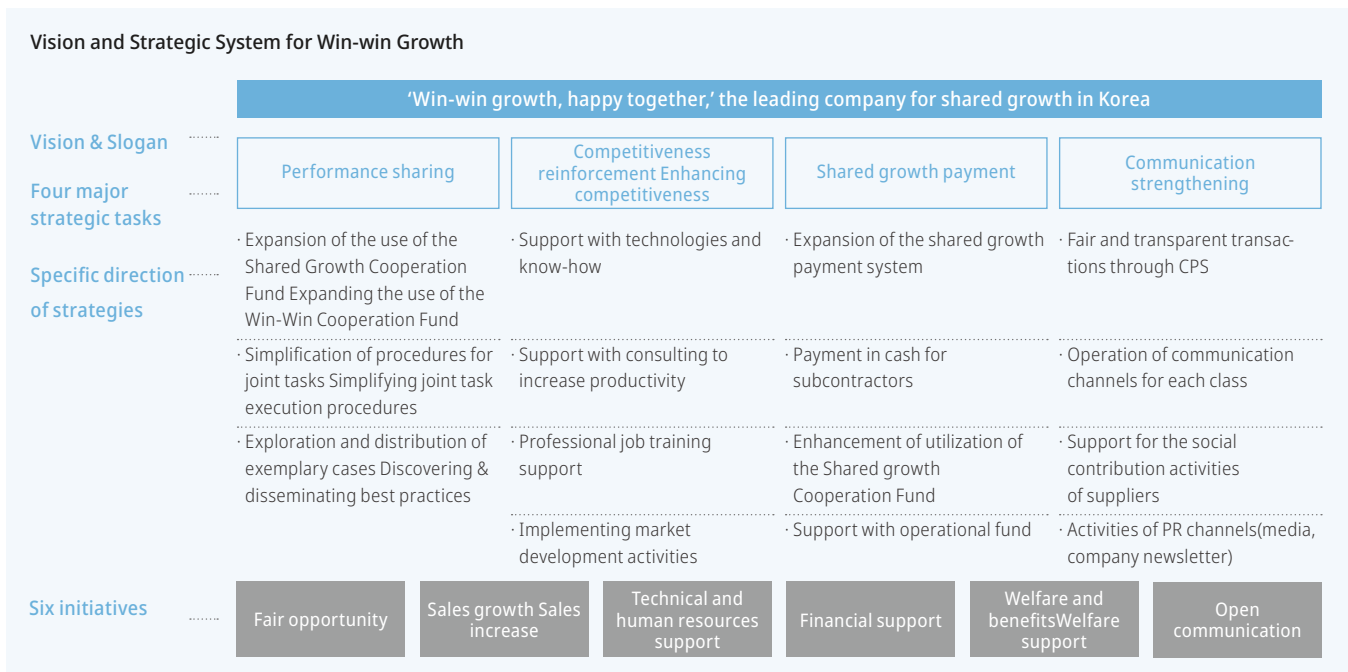 Vision and Strategic System for Win-win Growth
‘Win-win growth, happy together,’ the leading company for shared growth in Korea
Vision & Slogan
Four major
strategic tasks
Performance sharing
Competitiveness
reinforcement Enhancing
competitiveness
Shared growth payment
Communication
strengthening
Specific direction
of strategies
· Expansion of the use of the
Shared Growth Cooperation
Fund Expanding the use of the
Win-Win Cooperation Fund
· Support with technologies and
know-how
· Expansion of the shared growth
payment system
· Fair and transparent transac-
tions through CPS
· Simplification of procedures for
joint tasks Simplifying joint task
execution procedures
· Support with consulting to
increase productivity
· Payment in cash for
subcontractors
· Operation of communication
channels for each class
· Exploration and distribution of
exemplary cases Discovering &
disseminating best practices
· Professional job training
support
· Enhancement of utilization of
the Shared growth
Cooperation Fund
· Support for the social
contribution activities
of suppliers
· Implementing market
development activities
· Support with operational fund
· Activities of PR channels(media,
company newsletter)
Six initiatives
Fair opportunity
Sales growth Sales
increase
Technical and
human resources
support
Financial support
Welfare and
benefitsWelfare
support
Open
communication